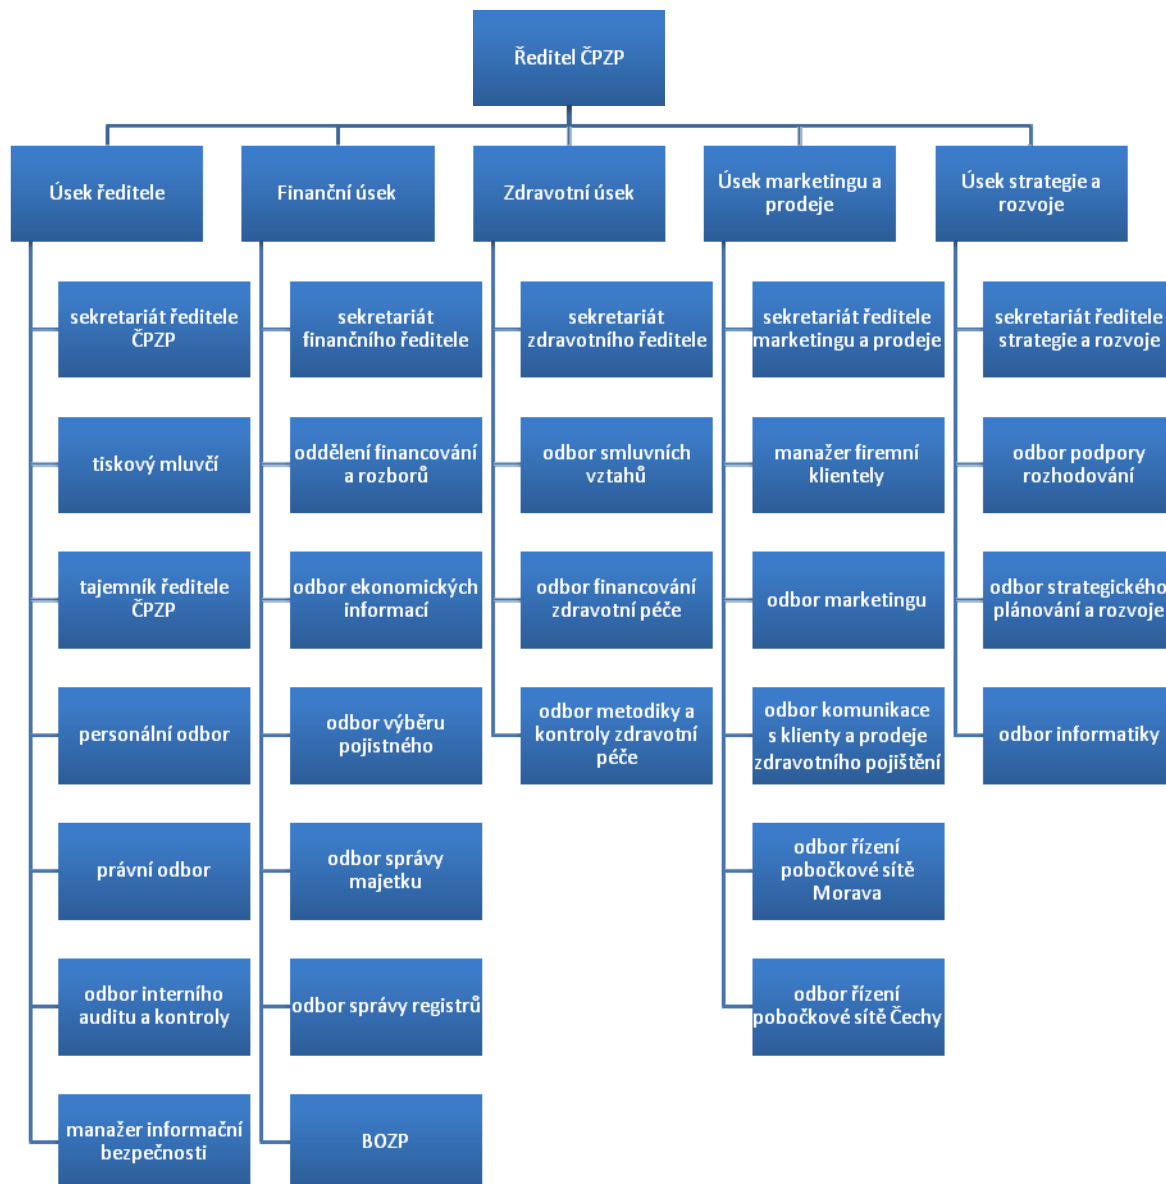 Ředitel ČPZP
Úsek ředitele
Finanční úsek
Zdravotní úsek
Úsek marketingu a
prodeje
Úsek strategie a
rozvoje
sekretariát ředitele
ČPZP
tiskový mluvčí
tajemník ředitele
ČPZP
personální odbor
právní odbor
odbor interního
auditu a kontroly
manažer informační
bezpečnosti
sekretariát
finančního ředitele
oddělení financování
a rozborů
odbor ekonomických
informací
odbor výběru
pojistného
odbor správy
majetku
odbor správy registrů
BOZP
sekretariát
zdravotního ředitele
odbor smluvních
vztahů
odbor financování
zdravotní péče
odbor metodiky a
kontroly zdravotní
péče
sekretariát ředitele
marketingu a prodeje
manažer firemní
klientely
odbor marketingu
odbor komunikace
s klienty a prodeje
zdravotního pojištění
odbor řízení
pobočkové sítě
Morava
odbor řízení
pobočkové sítě Čechy
sekretariát ředitele
strategie a rozvoje
odbor podpory
rozhodování
odbor strategického
plánování a rozvoje
odbor informatiky